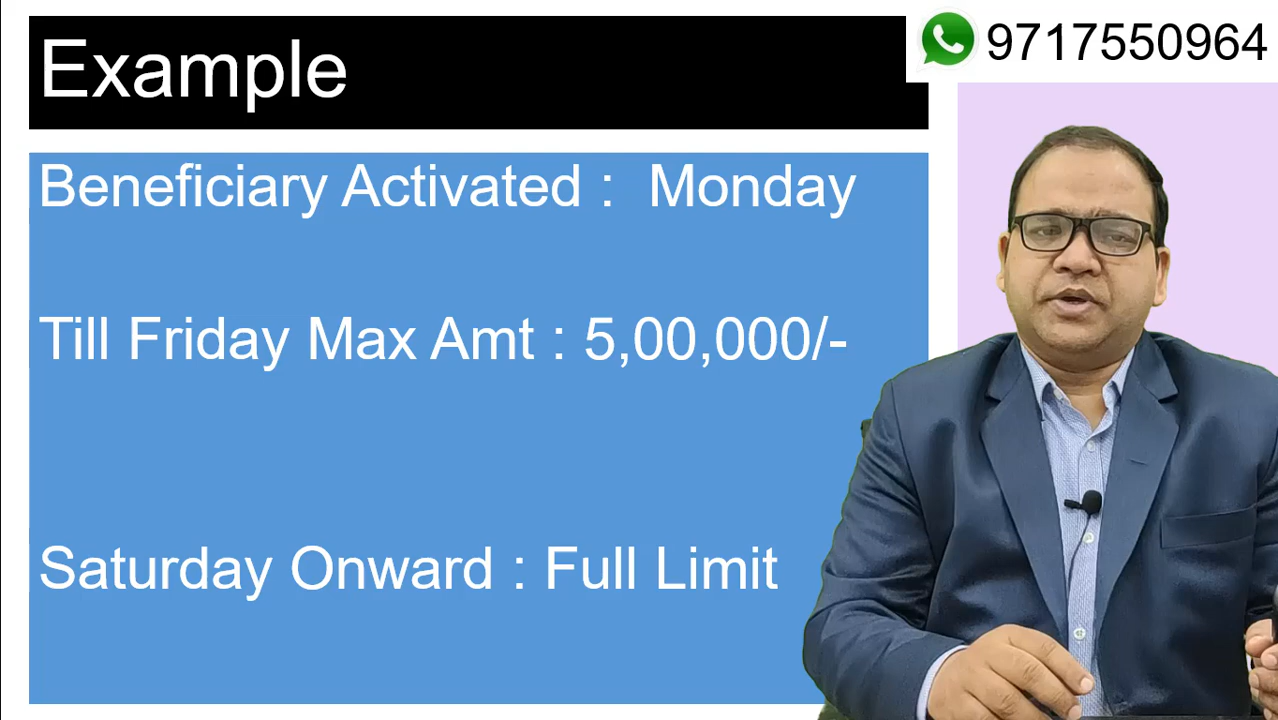 Example
9717550964
Beneficiary Activated :  Monday
Till Friday Max Amt : 5,00,000/-
Saturday Onward : Full Limit